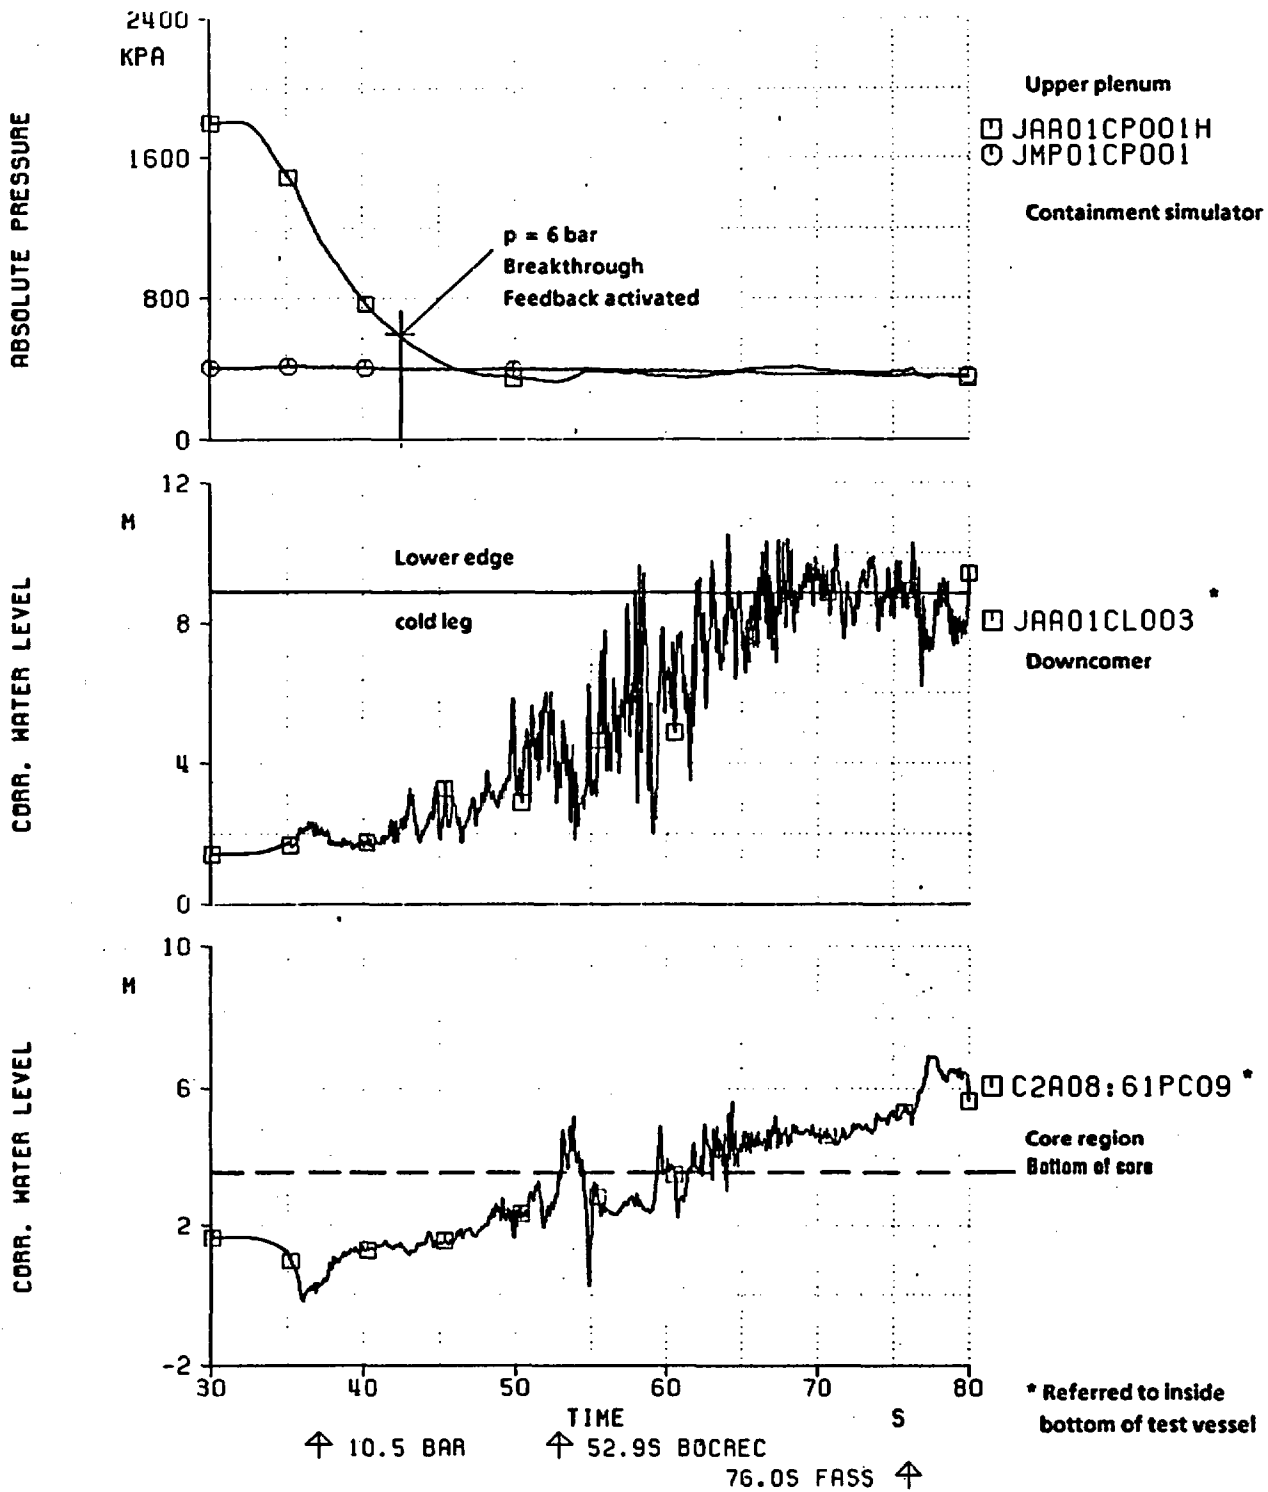 2400
KPA
1600
800
0
ABSOLUTE PRESSURE
p = 6 bar
Breakthrough
Feedback activated
Upper plenum
JAA01CP001H
JMP01CP001
Containment simulator
12
M
8
4
0
CORR. WATER LEVEL
Lower edge
cold leg
*
JAA01CL003
Downcomer
10
M
6
2
-2
CORR. WATER LEVEL
C2A08:61PC09 *
Core region
Bottom of core
30 40 50 60 70 80
TIME S
* Referred to inside
bottom of test vessel
10.5 BAR 52.9S BOCREC
76.0S FASS